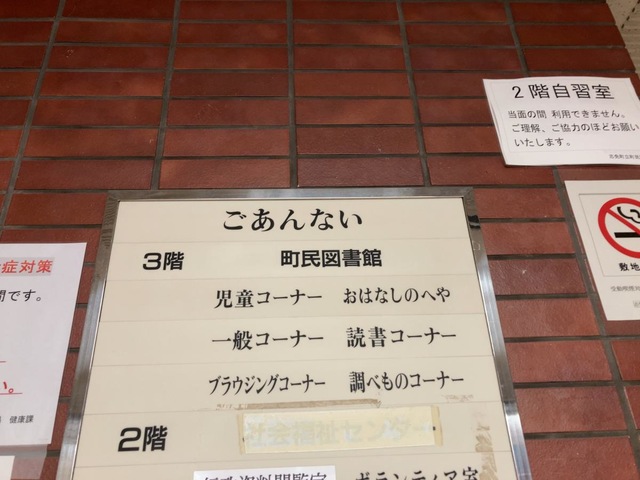 ごあんない
3階 町民図書館
児童コーナー おはなしのへや
一般コーナー 読書コーナー
ブラウジングコーナー 調べものコーナー
2階 社会福祉センター
ボランティア室
2階自習室
当面の間 利用できません。
ご理解、ご協力のほどお願い
いたします。
症対策
間です。
い。
健康課
敷地